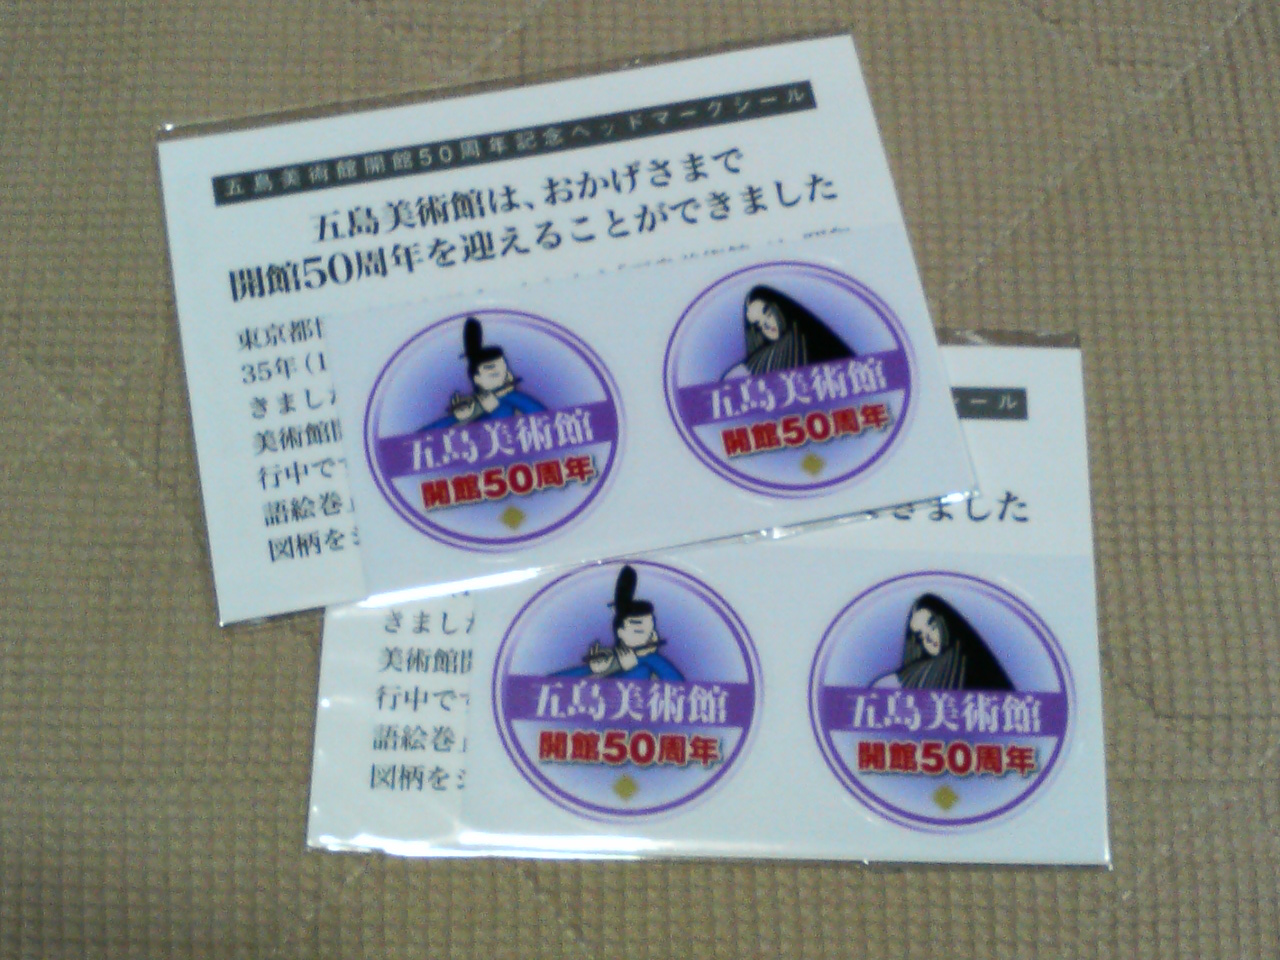 五島美術館開館50周年記念ヘッドマークシール
五島美術館は、おかげさまで
開館50周年を迎えることができました
東京都
35年（1
きまし
美術館
行中で
語絵巻
図柄を
五島美術館
開館50周年
五島美術館
開館50周年
ール
きました
きまし
美術館
行中で
語絵巻
図柄を
五島美術館
開館50周年
五島美術館
開館50周年